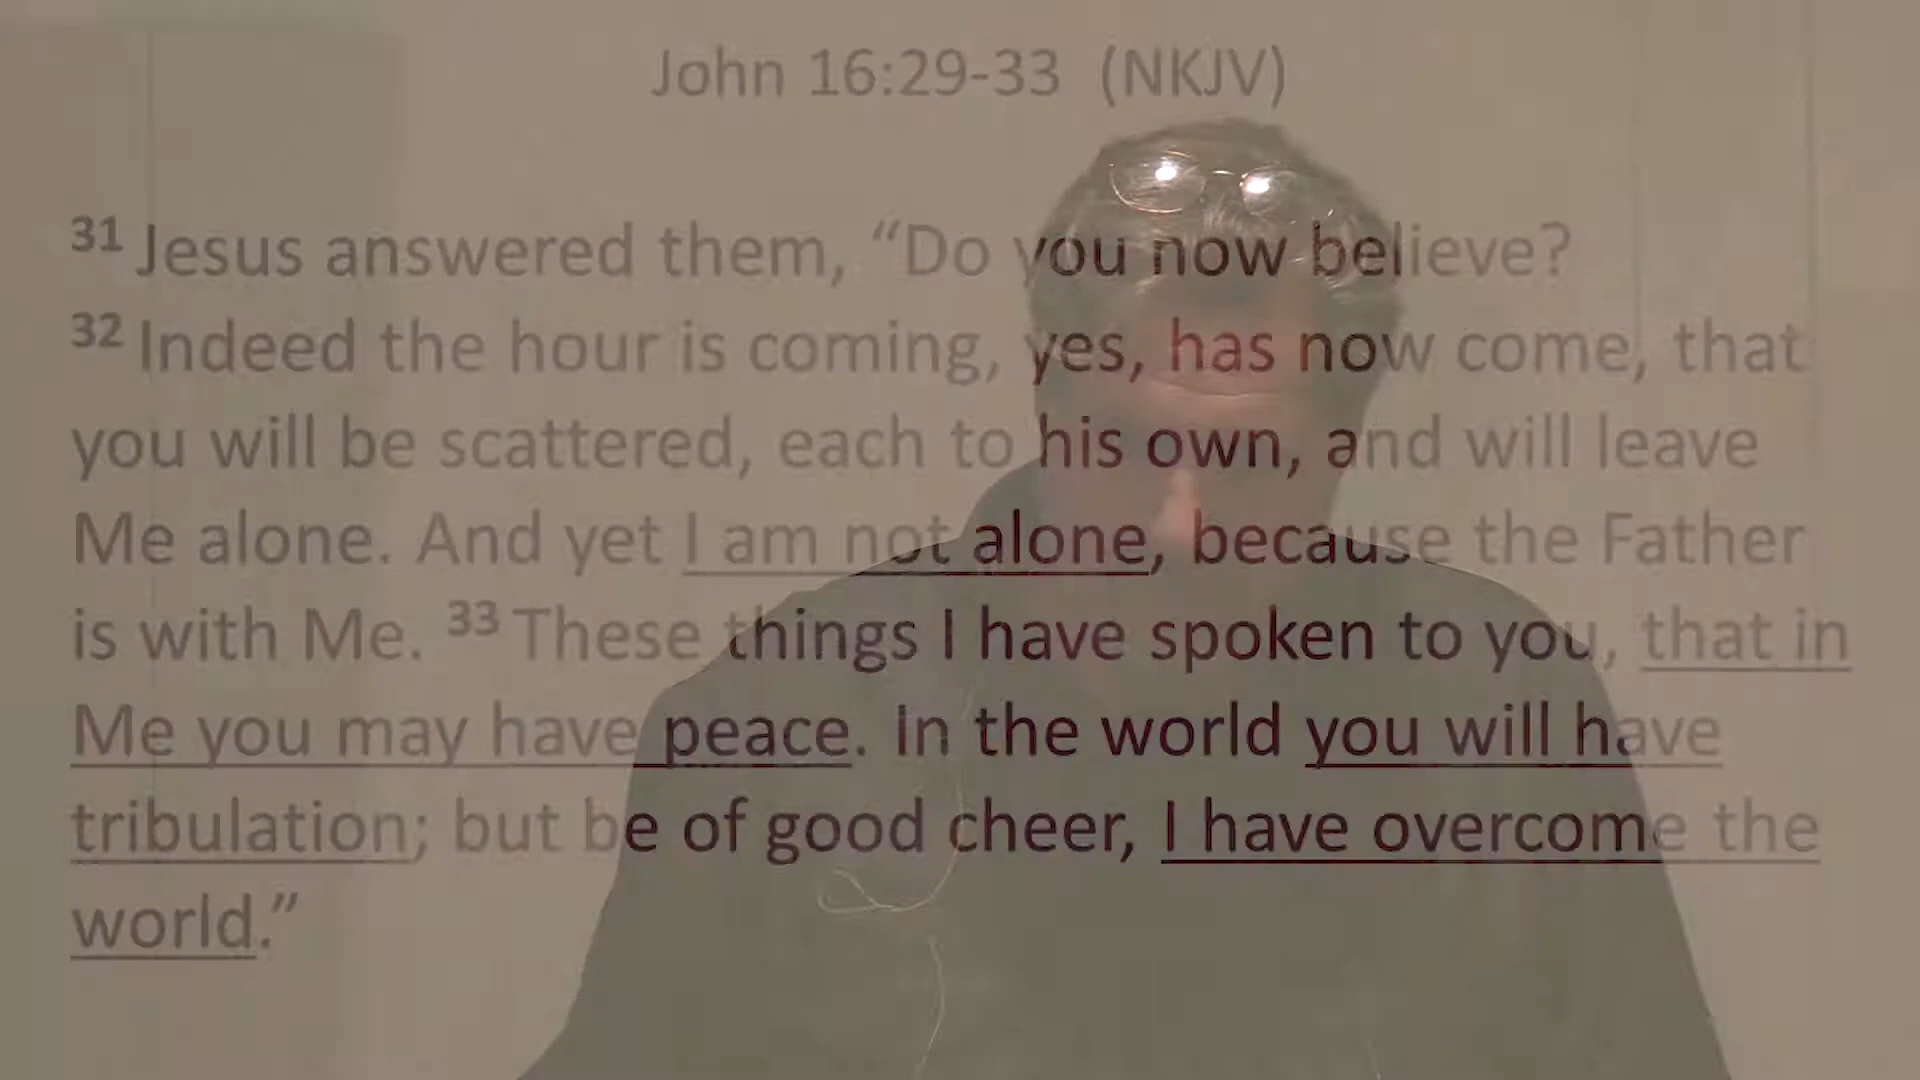 John 16:29-33 (NKJV)
31 Jesus answered them, “Do you now believe?
32 Indeed the hour is coming, yes, has now come, that
you will be scattered, each to his own, and will leave
Me alone. And yet I am not alone, because the Father
is with Me. 33 These things I have spoken to you, that in
Me you may have peace. In the world you will have
tribulation; but be of good cheer, I have overcome the
world.”